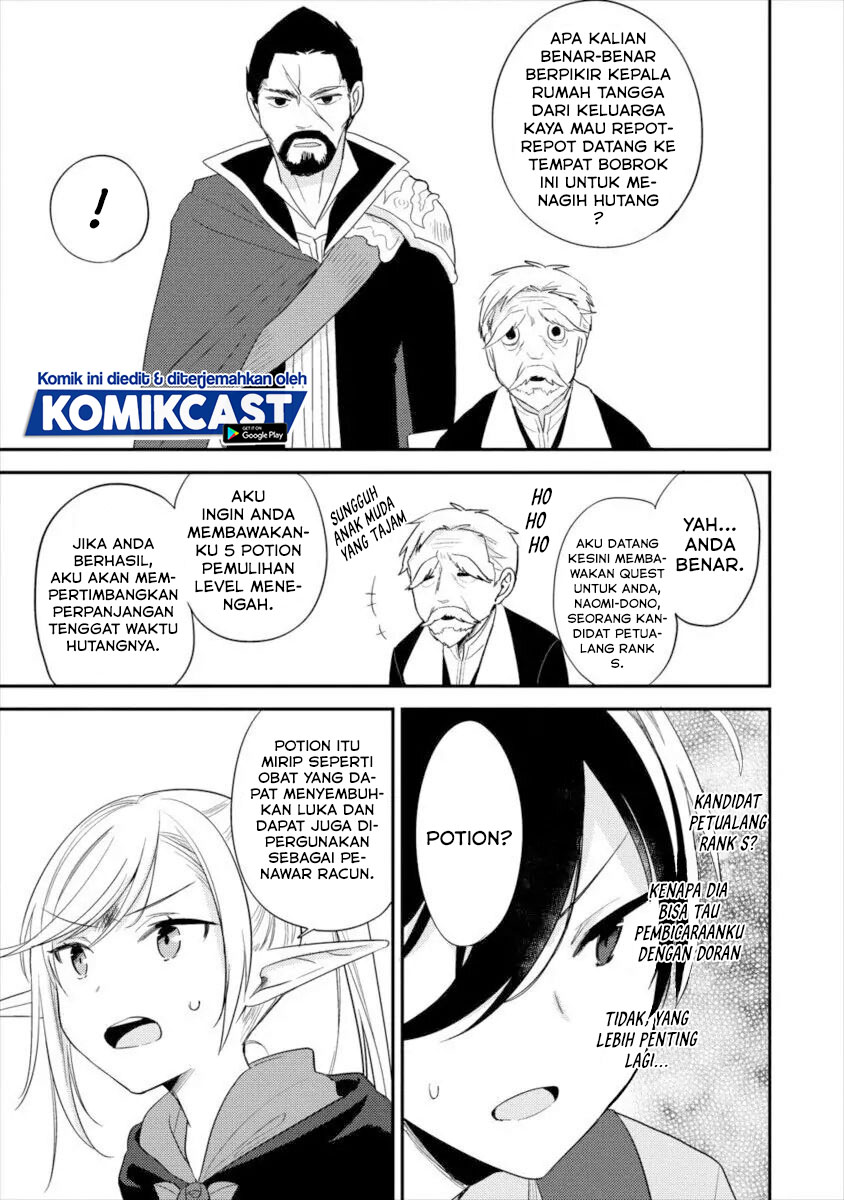 APA KALIAN
BENAR-BENAR
BERPIKIR KEPALA
RUMAH TANGGA
DARI KELUARGA
KAYA MAU REPOT-
REPOT DATANG KE
TEMPAT BOBROK
INI UNTUK ME-
NAGIH HUTANG
?
!
Komik ini diedit & diterjemahkan oleh
KOMIKCAST
GET IT ON
Google Play
YAH...
ANDA
BENAR.
AKU DATANG
KESINI MEMBA-
WAKAN QUEST
UNTUK ANDA,
NAOMI-DONO,
SEORANG KAN-
DIDAT PETUA-
LANG RANK
S.
HO
HO
HO
SUNGGUH
ANAK MUDA
YANG TAJAM
AKU
INGIN ANDA
MEMBAWAKAN-
KU 5 POTION
PEMULIHAN
LEVEL MENE-
NGAH.
JIKA ANDA
BERHASIL,
AKU AKAN MEM-
PERTIMBANGKAN
PERPANJANGAN
TENGGAT WAKTU
HUTANGNYA.
KANDIDAT
PETUALANG
RANK S?
KENAPA DIA
BISA TAU
PEMBICARAANKU
DENGAN DORAN
TIDAK, YANG
LEBIH PENTING
LAGI...
POTION?
POTION ITU
MIRIP SEPERTI
OBAT YANG DA-
PAT MENYEMBUH-
KAN LUKA DAN
DAPAT JUGA DI-
PERGUNAKAN
SEBAGAI PE-
NAWAR RACUN.